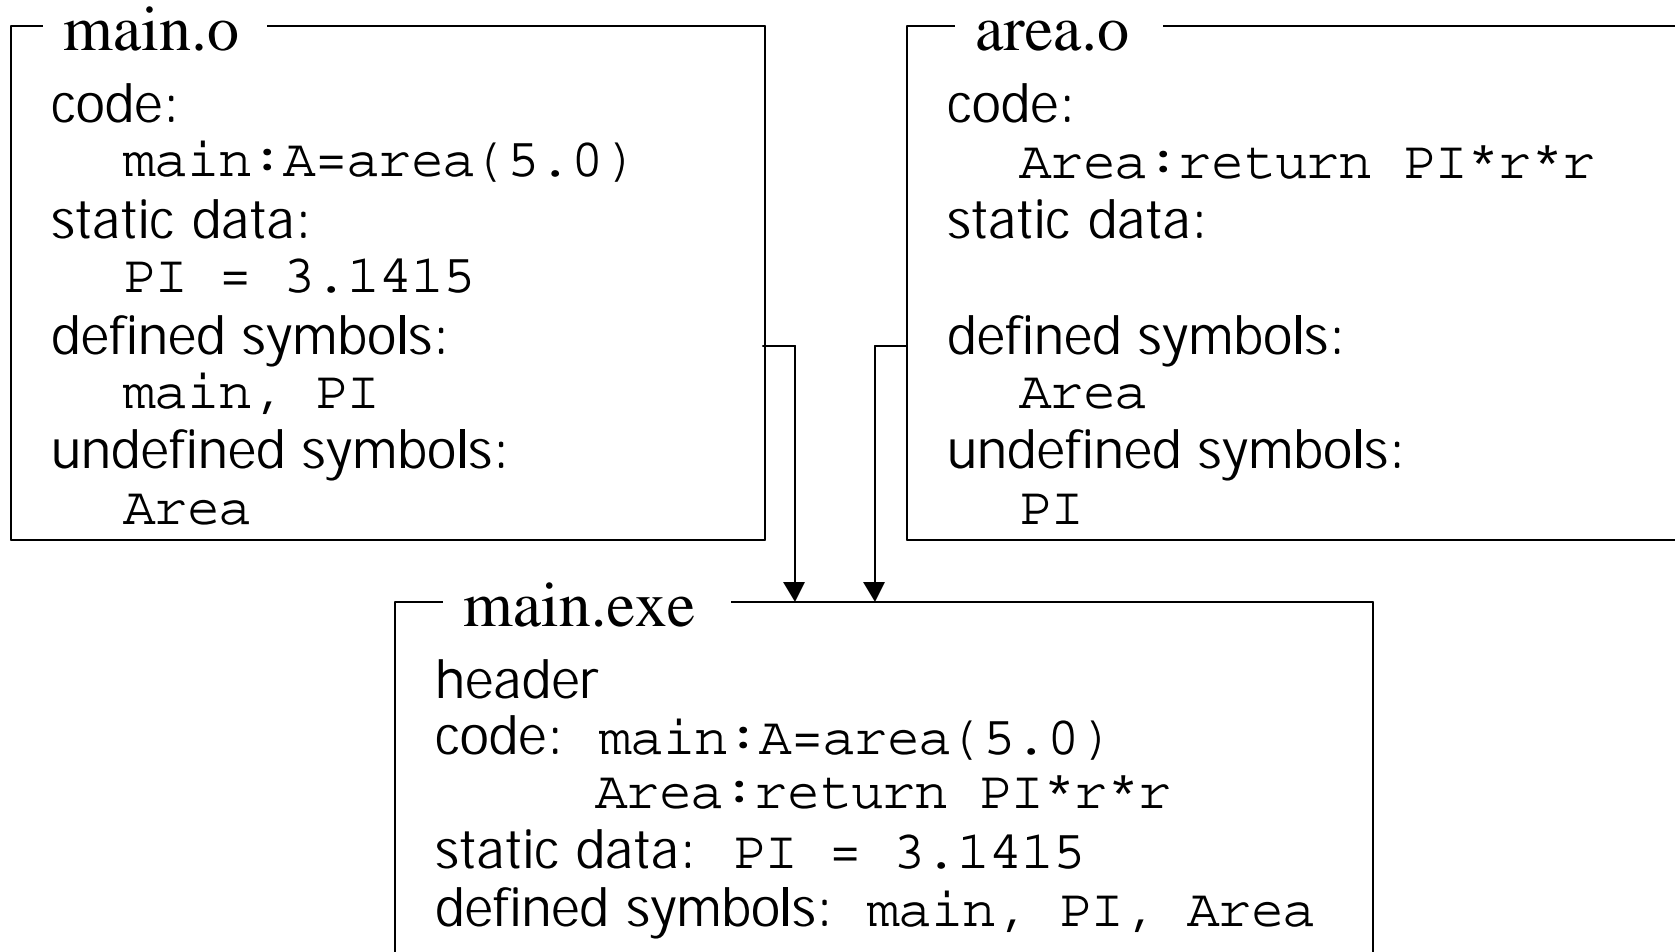 main.o
code:
main:A=area(5.0)
static data:
PI = 3.1415
defined symbols:
main, PI
undefined symbols:
Area
area.o
code:
Area:return PI*r*r
static data:
defined symbols:
Area
undefined symbols:
PI
main.exe
header
code: main:A=area(5.0)
Area:return PI*r*r
static data: PI = 3.1415
defined symbols: main, PI, Area